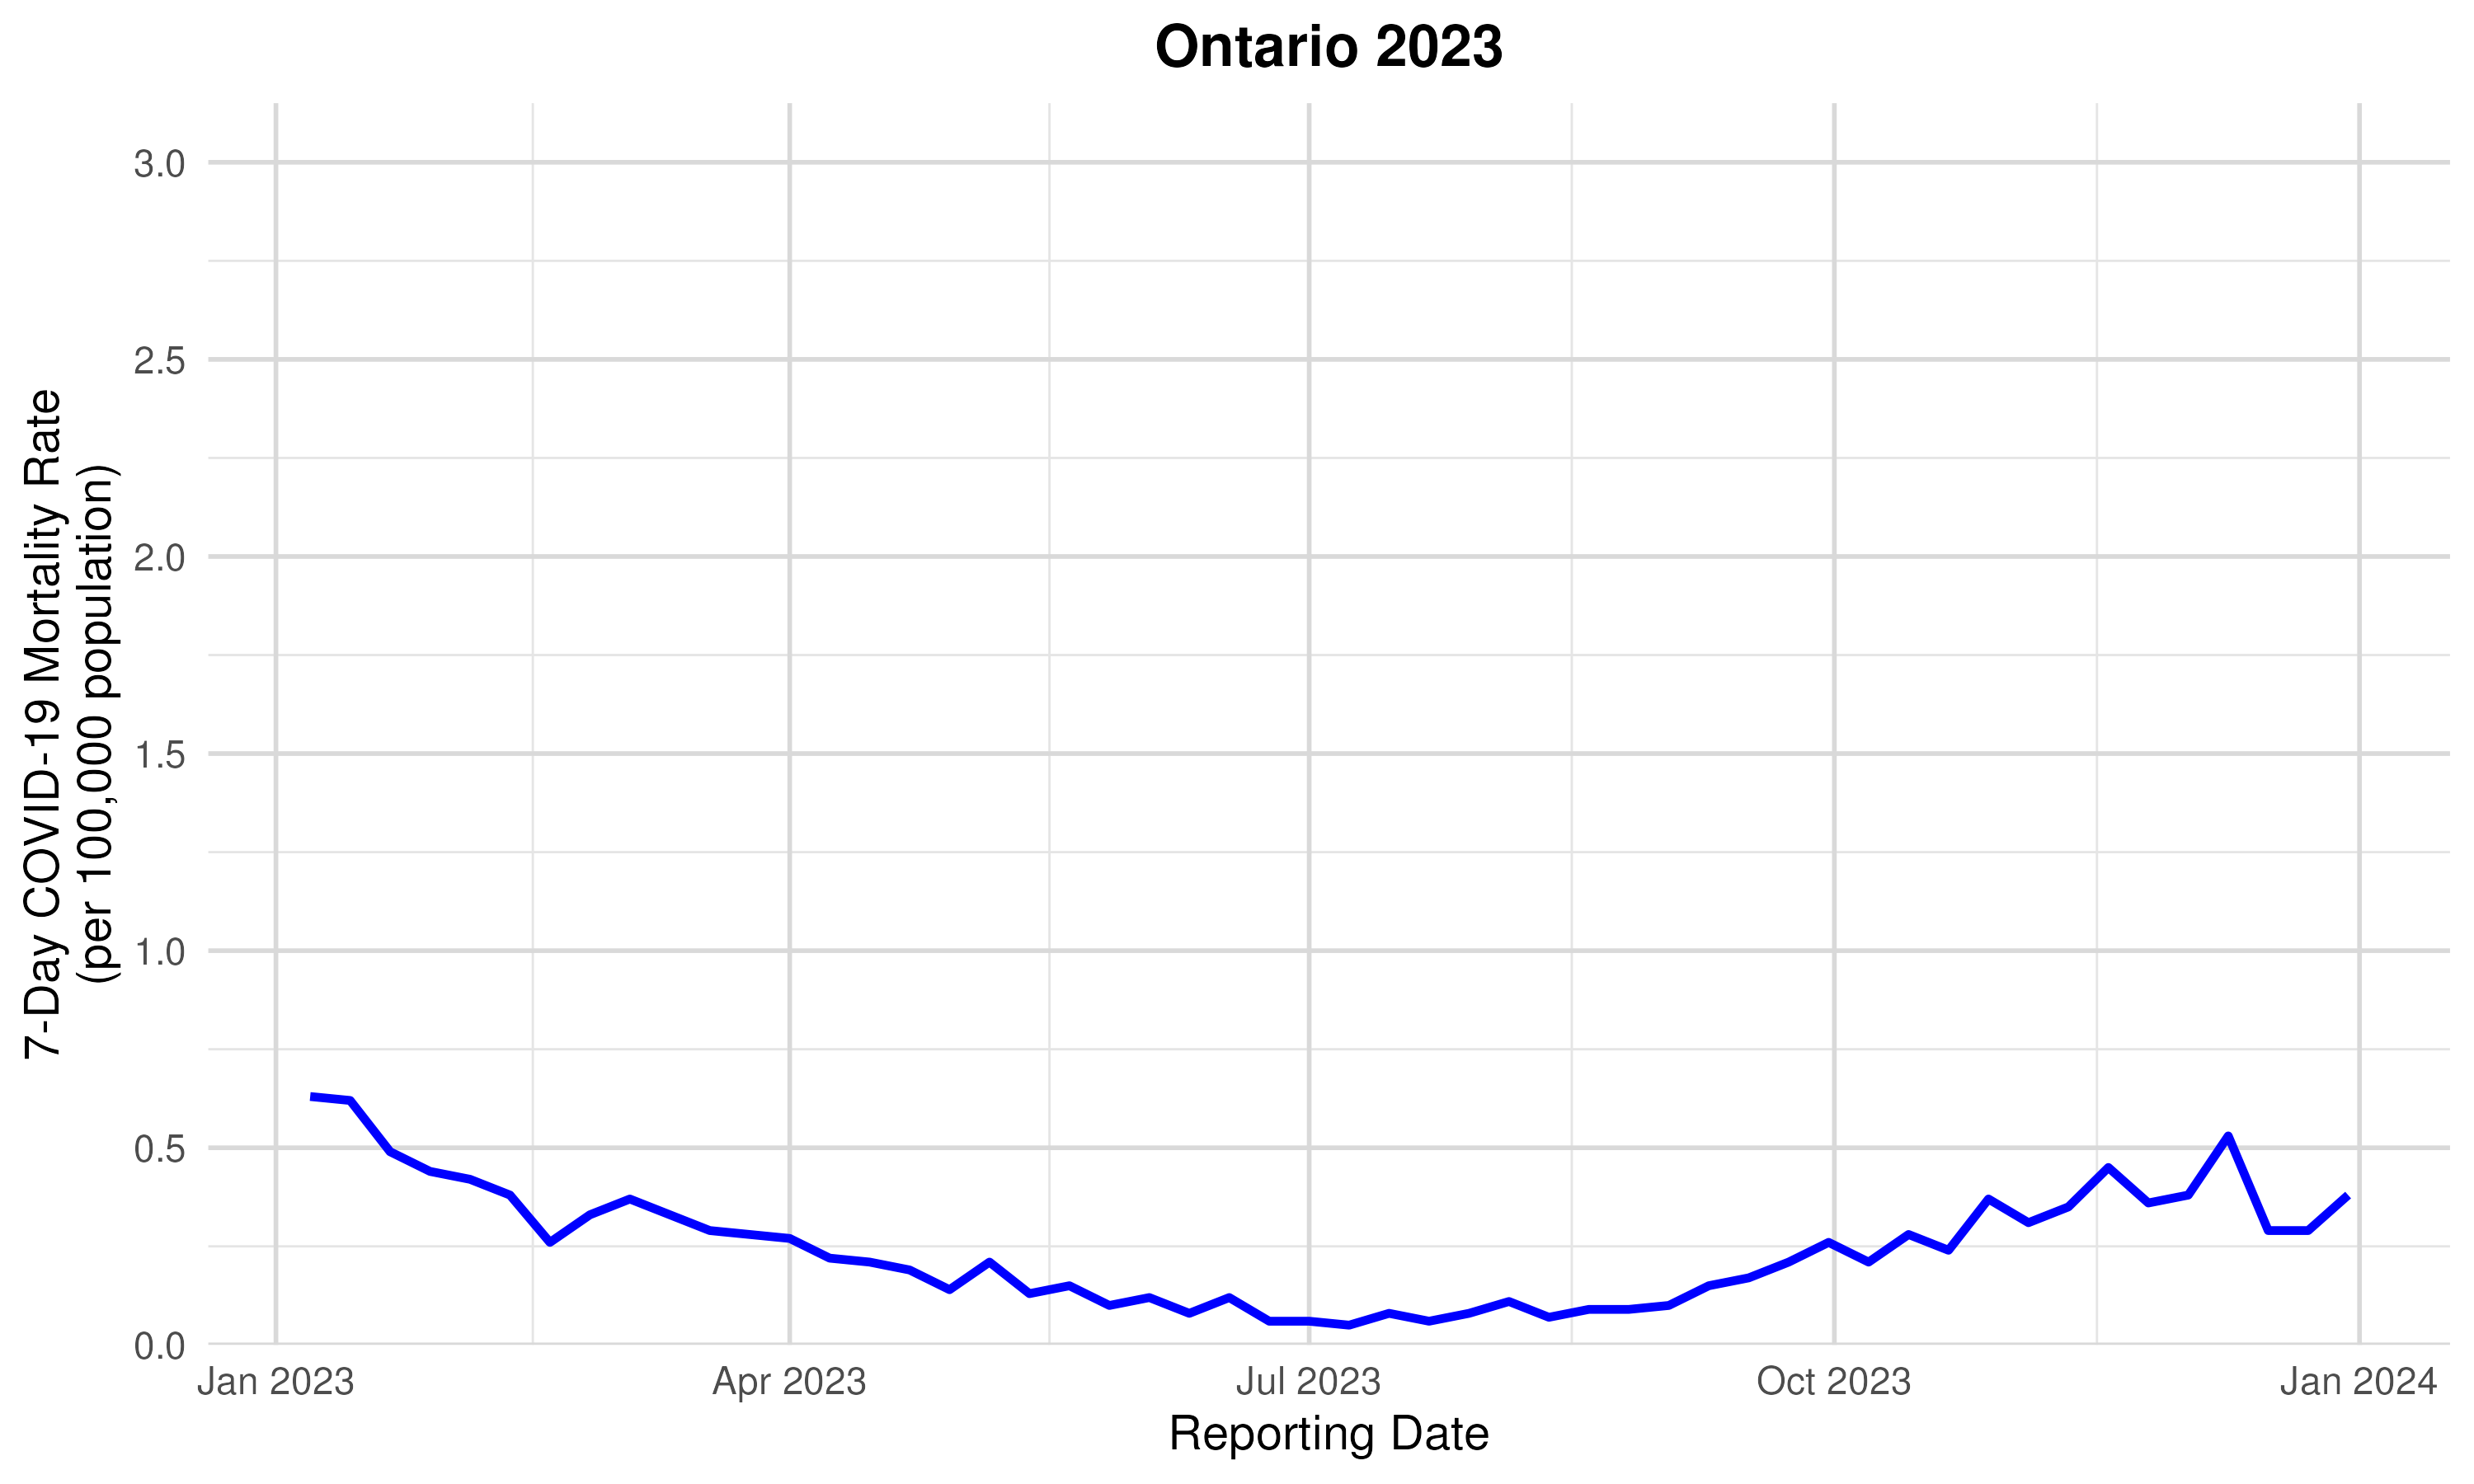 Ontario 2023
7-Day COVID-19 Mortality Rate
(per 100,000 population)
3.0
2.5
2.0
1.5
1.0
0.5
0.0
Jan 2023
Apr 2023
Jul 2023
Oct 2023
Jan 2024
Reporting Date